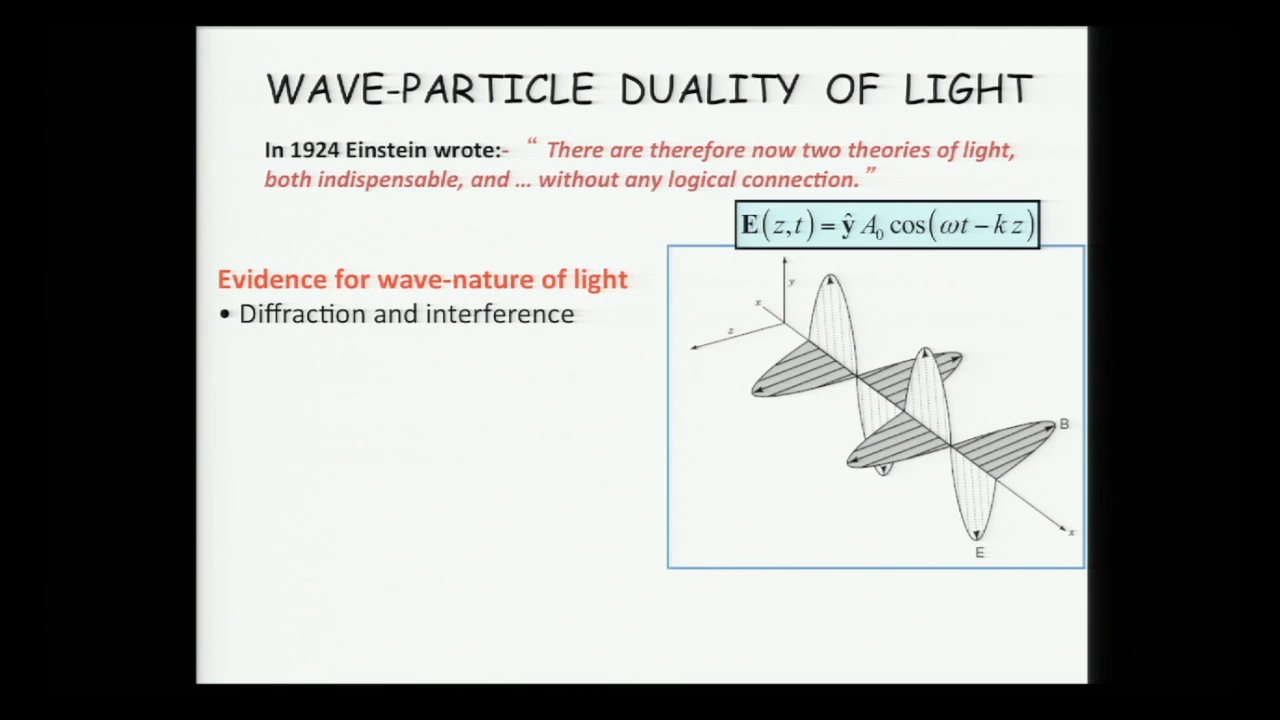 WAVE-PARTICLE DUALITY OF LIGHT
In 1924 Einstein wrote:- “ There are therefore now two theories of light,
both indispensable, and ... without any logical connection.”
E(z,t) = ŷ A₀ cos(ωt − k z)
Evidence for wave-nature of light
• Diffraction and interference
y
x
z
B
x
E